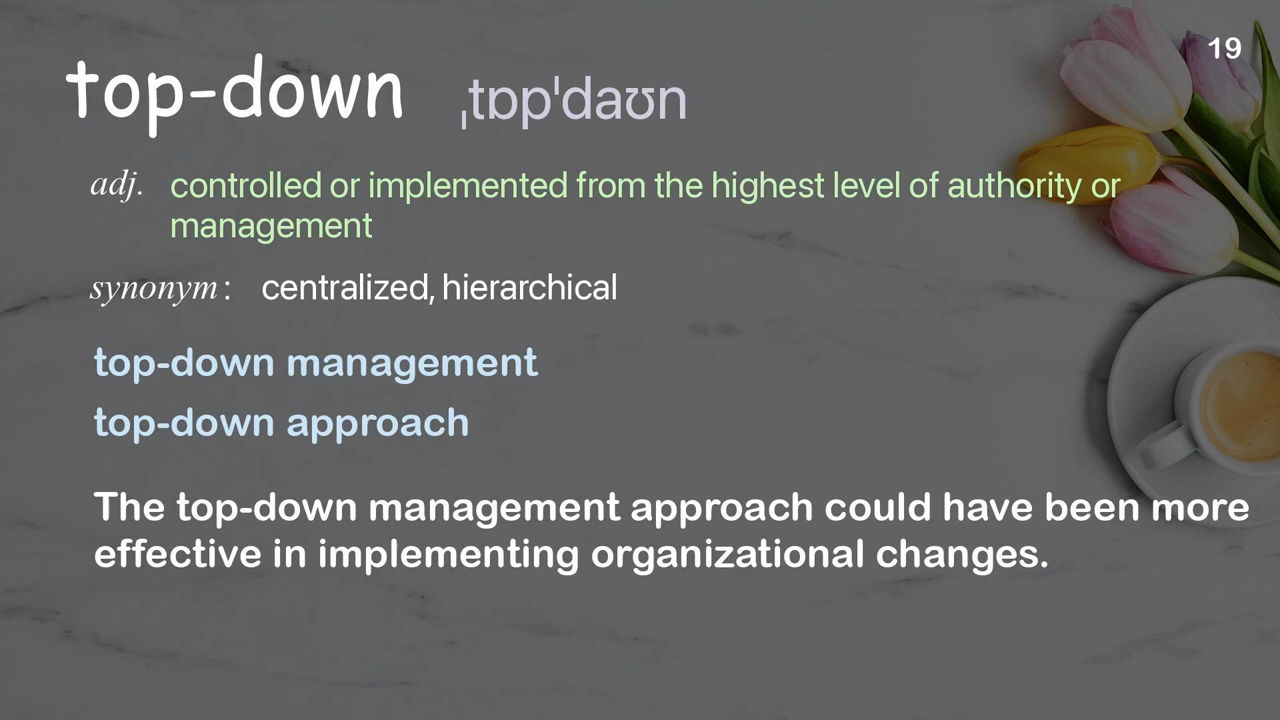 19
top-down ˌtɒpˈdaʊn
adj. controlled or implemented from the highest level of authority or
management
synonym: centralized, hierarchical
top-down management
top-down approach
The top-down management approach could have been more
effective in implementing organizational changes.